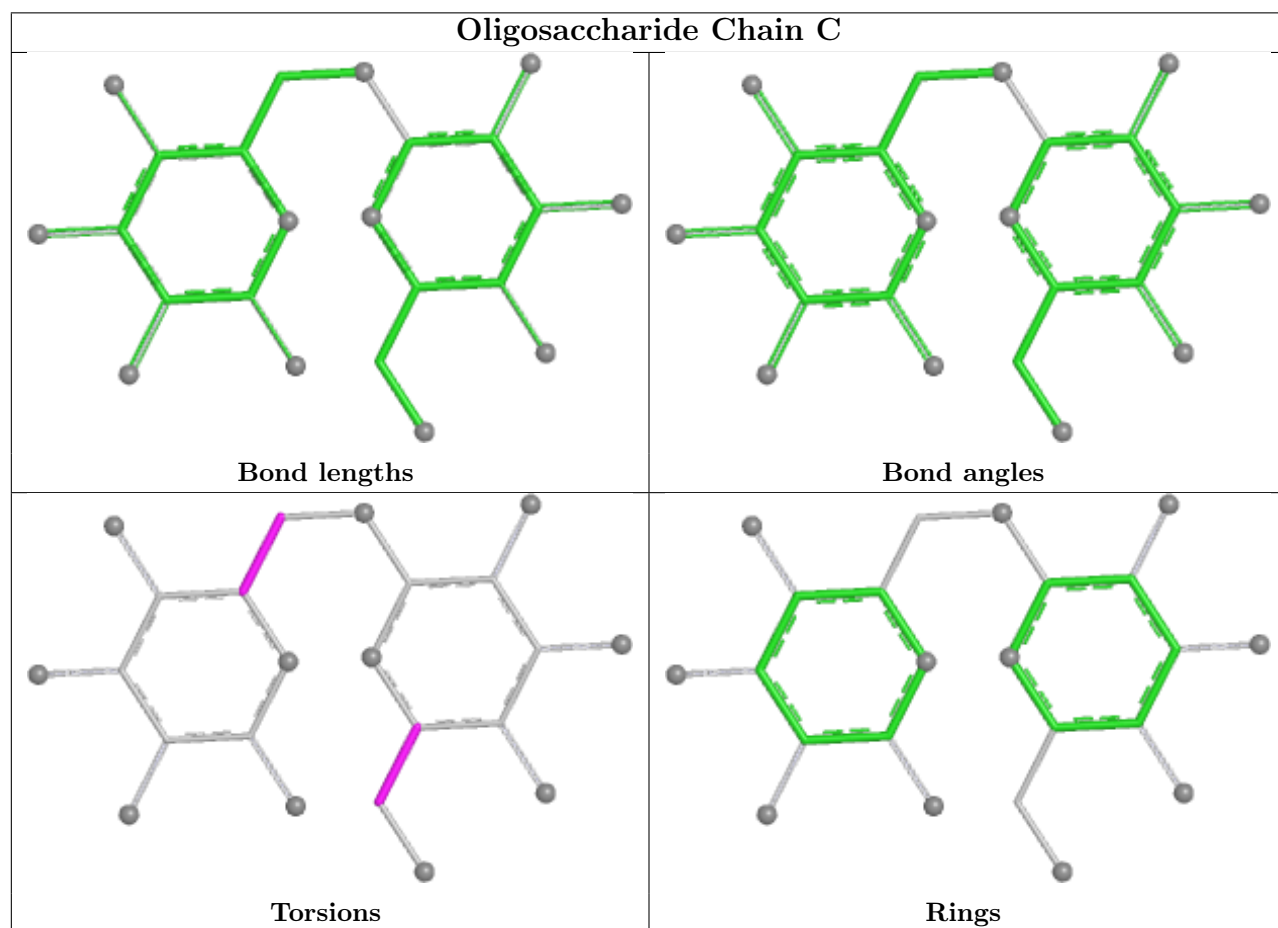 Oligosaccharide Chain C
Bond lengths
Bond angles
Torsions
Rings